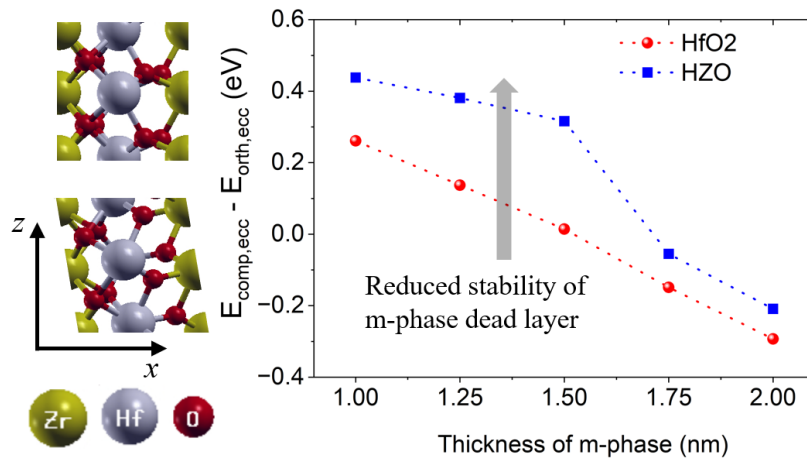 z
x
Zr Hf O
E_comp,ecc - E_orth,ecc (eV)
0.6
0.4
0.2
0.0
−0.2
−0.4
HfO2
HZO
Reduced stability of
m-phase dead layer
1.00 1.25 1.50 1.75 2.00
Thickness of m-phase (nm)